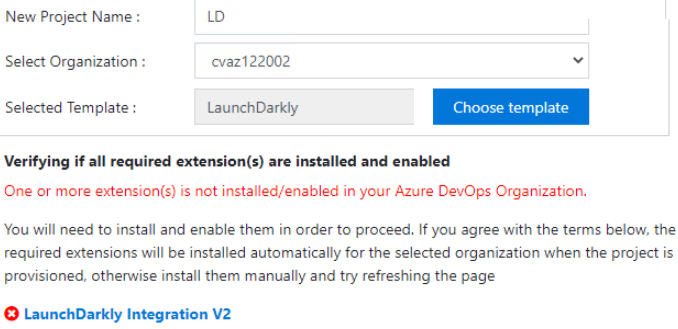 New Project Name : LD
Select Organization : cvaz122002
Selected Template : LaunchDarkly Choose template
Verifying if all required extension(s) are installed and enabled
One or more extension(s) is not installed/enabled in your Azure DevOps Organization.
You will need to install and enable them in order to proceed. If you agree with the terms below, the
required extensions will be installed automatically for the selected organization when the project is
provisioned, otherwise install them manually and try refreshing the page
LaunchDarkly Integration V2